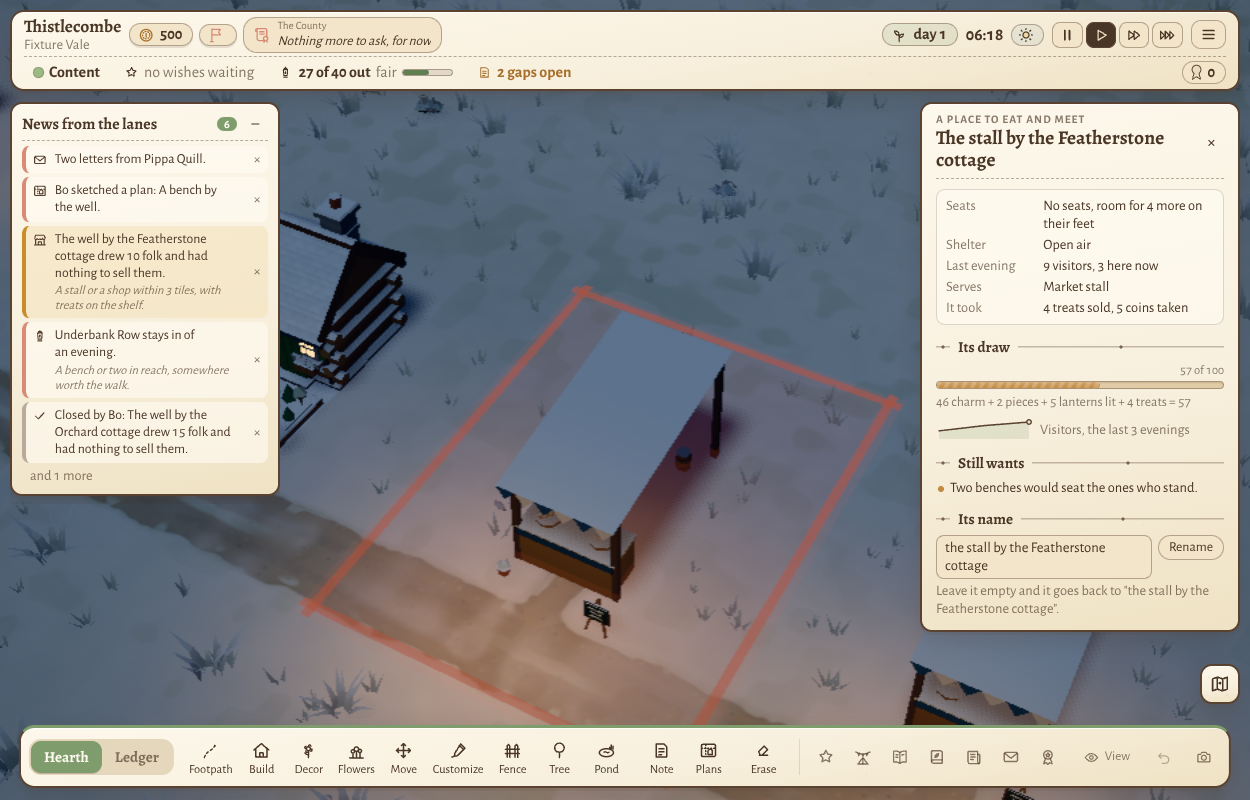 Thistlecombe
Fixture Vale
500
The County
Nothing more to ask, for now
day 1
06:18
Content
no wishes waiting
27 of 40 out fair
2 gaps open
0
News from the lanes
6
Two letters from Pippa Quill.
Bo sketched a plan: A bench by
the well.
The well by the Featherstone
cottage drew 10 folk and had
nothing to sell them.
A stall or a shop within 3 tiles, with
treats on the shelf.
Underbank Row stays in of
an evening.
A bench or two in reach, somewhere
worth the walk.
Closed by Bo: The well by the
Orchard cottage drew 15 folk and
had nothing to sell them.
and 1 more
A PLACE TO EAT AND MEET
The stall by the Featherstone
cottage
Seats
No seats, room for 4 more on
their feet
Shelter
Open air
Last evening
9 visitors, 3 here now
Serves
Market stall
It took
4 treats sold, 5 coins taken
Its draw
57 of 100
46 charm + 2 pieces + 5 lanterns lit + 4 treats = 57
Visitors, the last 3 evenings
Still wants
Two benches would seat the ones who stand.
Its name
the stall by the Featherstone
cottage
Rename
Leave it empty and it goes back to "the stall by the
Featherstone cottage".
Hearth
Ledger
Footpath
Build
Decor
Flowers
Move
Customize
Fence
Tree
Pond
Note
Plans
Erase
View